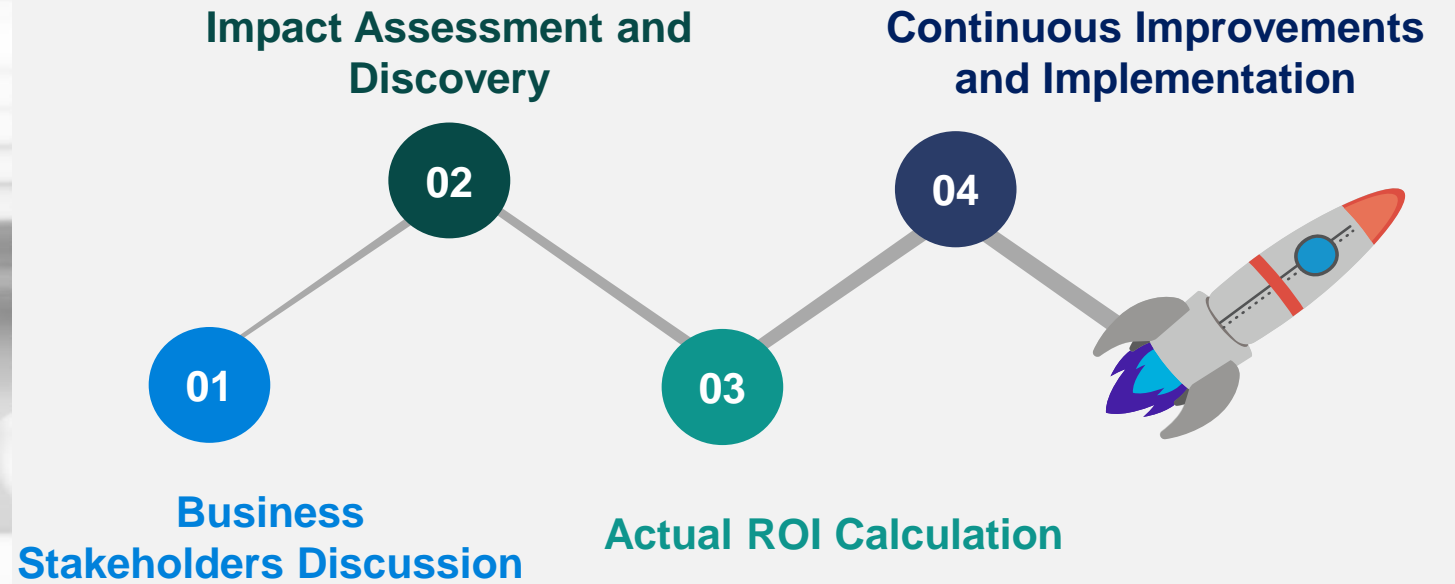 Impact Assessment and
Discovery
Continuous Improvements
and Implementation
02
04
01
03
Business
Stakeholders Discussion
Actual ROI Calculation